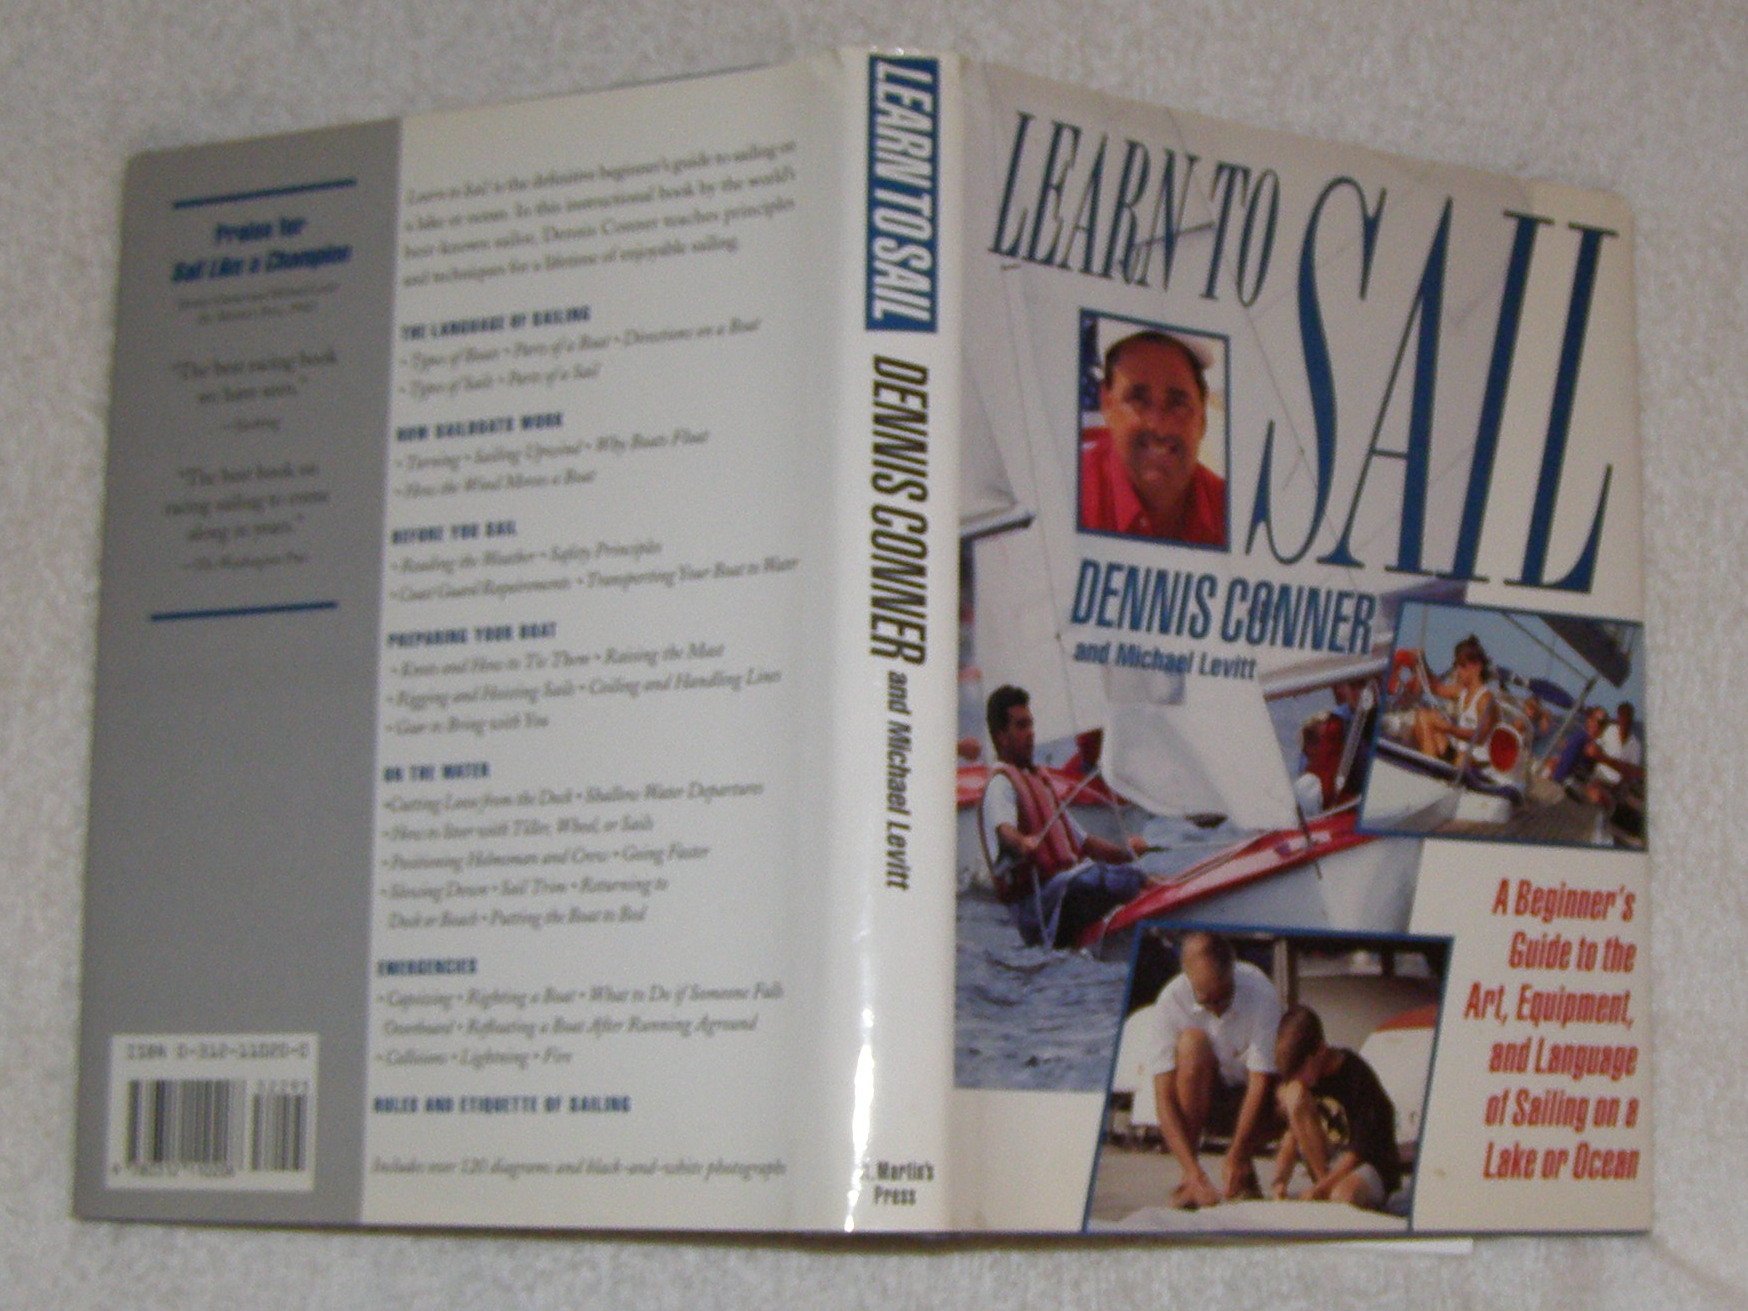 Praise for
Sail Like a Champion
"The best racing book
we have seen."
—Sailing
"The best book on
racing sailing to come
along in years."
—The Washington Post
ISBN 0-312-11020-0
Learn to Sail is the definitive beginner's guide to sailing on
a lake or ocean. In this instructional book by the world's
best-known sailor, Dennis Conner teaches principles
and techniques for a lifetime of enjoyable sailing.
THE LANGUAGE OF SAILING
• Types of Boats • Parts of a Boat • Directions on a Boat
• Types of Sails • Parts of a Sail
HOW SAILBOATS WORK
• Turning • Sailing Upwind • Why Boats Float
• How the Wind Moves a Boat
BEFORE YOU SAIL
• Reading the Weather • Safety Principles
• Coast Guard Requirements • Transporting Your Boat to Water
PREPARING YOUR BOAT
• Knots and How to Tie Them • Raising the Mast
• Rigging and Hoisting Sails • Coiling and Handling Lines
• Gear to Bring with You
ON THE WATER
• Cutting Loose from the Dock • Shallow Water Departures
• How to Steer with Tiller, Wheel, or Sails
• Positioning Helmsman and Crew • Going Faster
• Slowing Down • Sail Trim • Returning to
Dock or Beach • Putting the Boat to Bed
EMERGENCIES
• Capsizing • Righting a Boat • What to Do if Someone Falls
Overboard • Refloating a Boat After Running Aground
• Collisions • Lightning • Fire
RULES AND ETIQUETTE OF SAILING
Includes over 120 diagrams and black-and-white photographs
LEARN TO SAIL DENNIS CONNER and Michael Levitt
Martin's
Press
LEARN TO SAIL
DENNIS CONNER
and Michael Levitt
A Beginner's
Guide to the
Art, Equipment,
and Language
of Sailing on a
Lake or Ocean